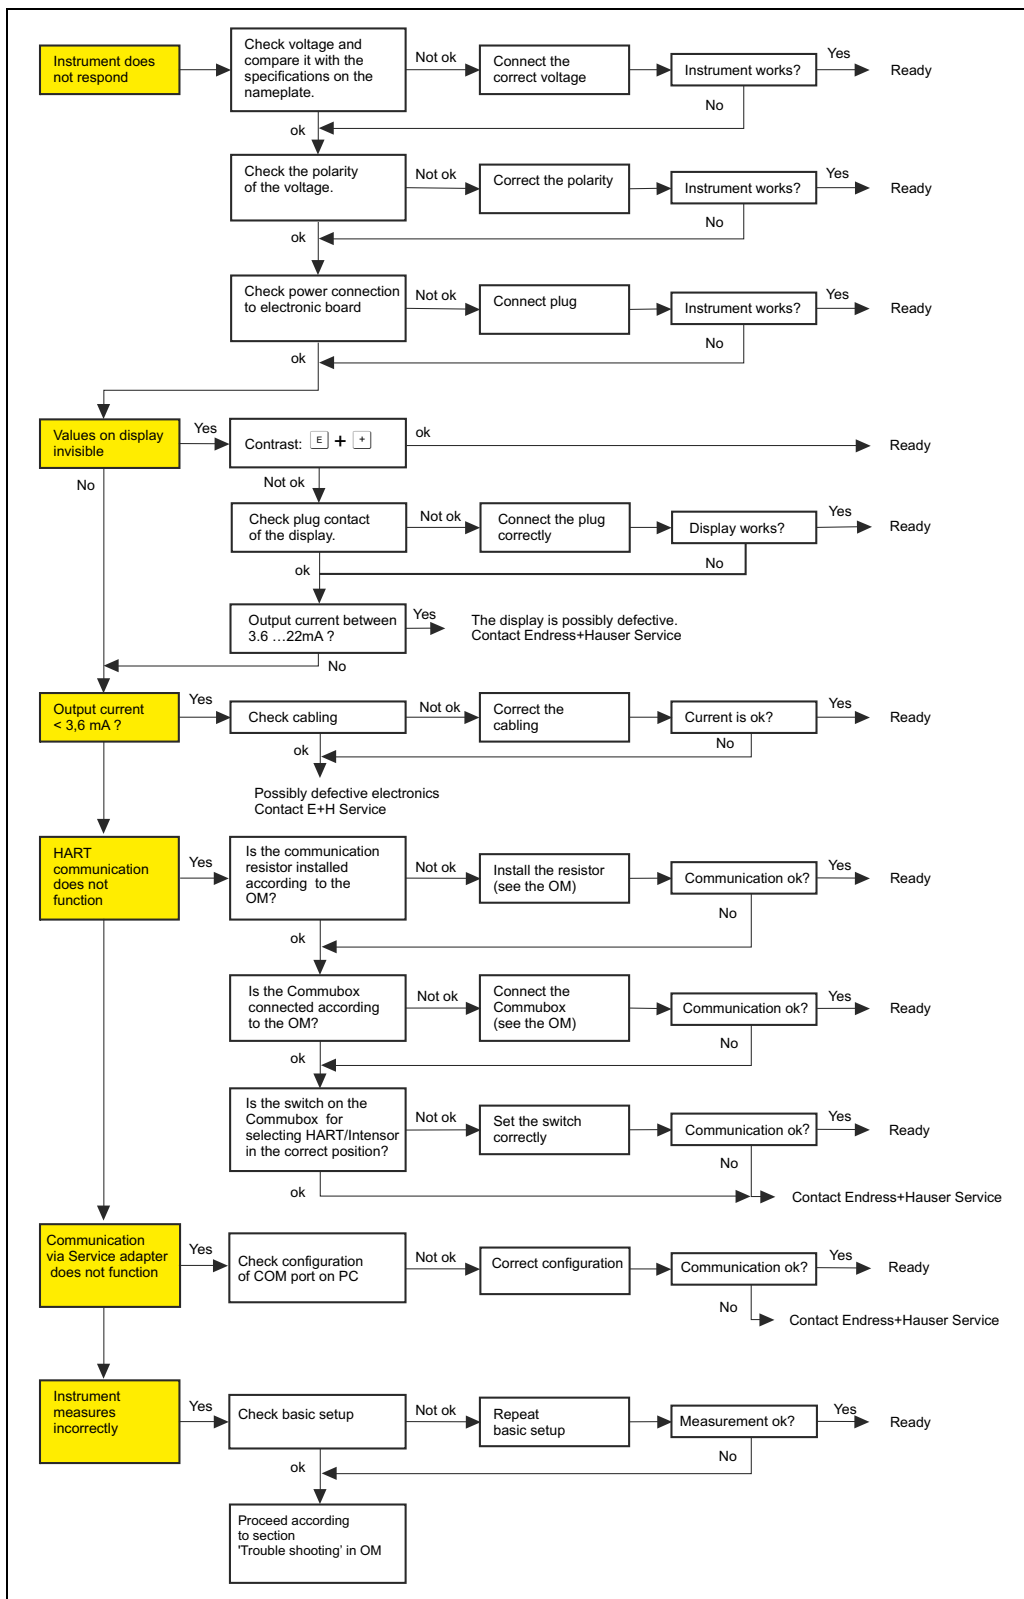 Instrument does
not respond
Check voltage and
compare it with the
specifications on the
nameplate.
Not ok
Connect the
correct voltage
Instrument works?
Yes
Ready
No
ok
Check the polarity
of the voltage.
Not ok
Correct the polarity
Instrument works?
Yes
Ready
No
ok
Check power connection
to electronic board
Not ok
Connect plug
Instrument works?
Yes
Ready
No
ok
Values on display
invisible
Yes
Contrast: E + +
ok
Ready
No
Not ok
Check plug contact
of the display.
Not ok
Connect the plug
correctly
Display works?
Yes
Ready
No
ok
Output current between
3.6 ...22mA ?
Yes
The display is possibly defective.
Contact Endress+Hauser Service
No
Output current
< 3,6 mA ?
Yes
Check cabling
Not ok
Correct the
cabling
Current is ok?
Yes
Ready
No
ok
Possibly defective electronics
Contact E+H Service
HART
communication
does not
function
Yes
Is the communication
resistor installed
according to the
OM?
Not ok
Install the resistor
(see the OM)
Communication ok?
Yes
Ready
No
ok
Is the Commubox
connected according
to the OM?
Not ok
Connect the
Commubox
(see the OM)
Communication ok?
Yes
Ready
No
ok
Is the switch on the
Commubox for
selecting HART/Intensor
in the correct position?
Not ok
Set the switch
correctly
Communication ok?
Yes
Ready
No
ok
Contact Endress+Hauser Service
Communication
via Service adapter
does not function
Yes
Check configuration
of COM port on PC
Not ok
Correct configuration
Communication ok?
Yes
Ready
No
Contact Endress+Hauser Service
Instrument
measures
incorrectly
Yes
Check basic setup
Not ok
Repeat
basic setup
Measurement ok?
Yes
Ready
No
ok
Proceed according
to section
'Trouble shooting' in OM